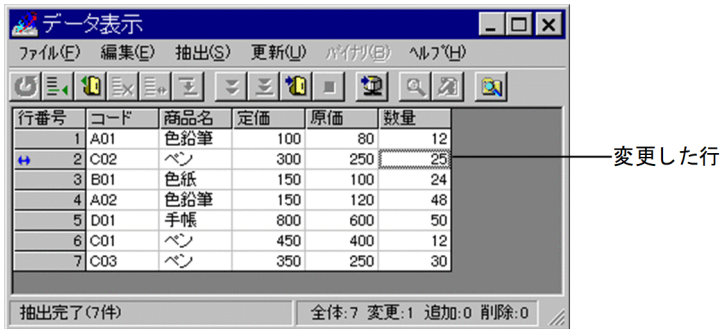 データ表示
ファイル(F) 編集(E) 抽出(S) 更新(U) バイナリ(B) ヘルプ(H)
行番号 コード 商品名 定価 原価 数量
1 A01 色鉛筆 100 80 12
2 C02 ペン 300 250 25 変更した行
3 B01 色紙 150 100 24
4 A02 色鉛筆 150 120 48
5 D01 手帳 800 600 50
6 C01 ペン 450 400 12
7 C03 ペン 350 250 30
抽出完了(7件) 全体:7 変更:1 追加:0 削除:0